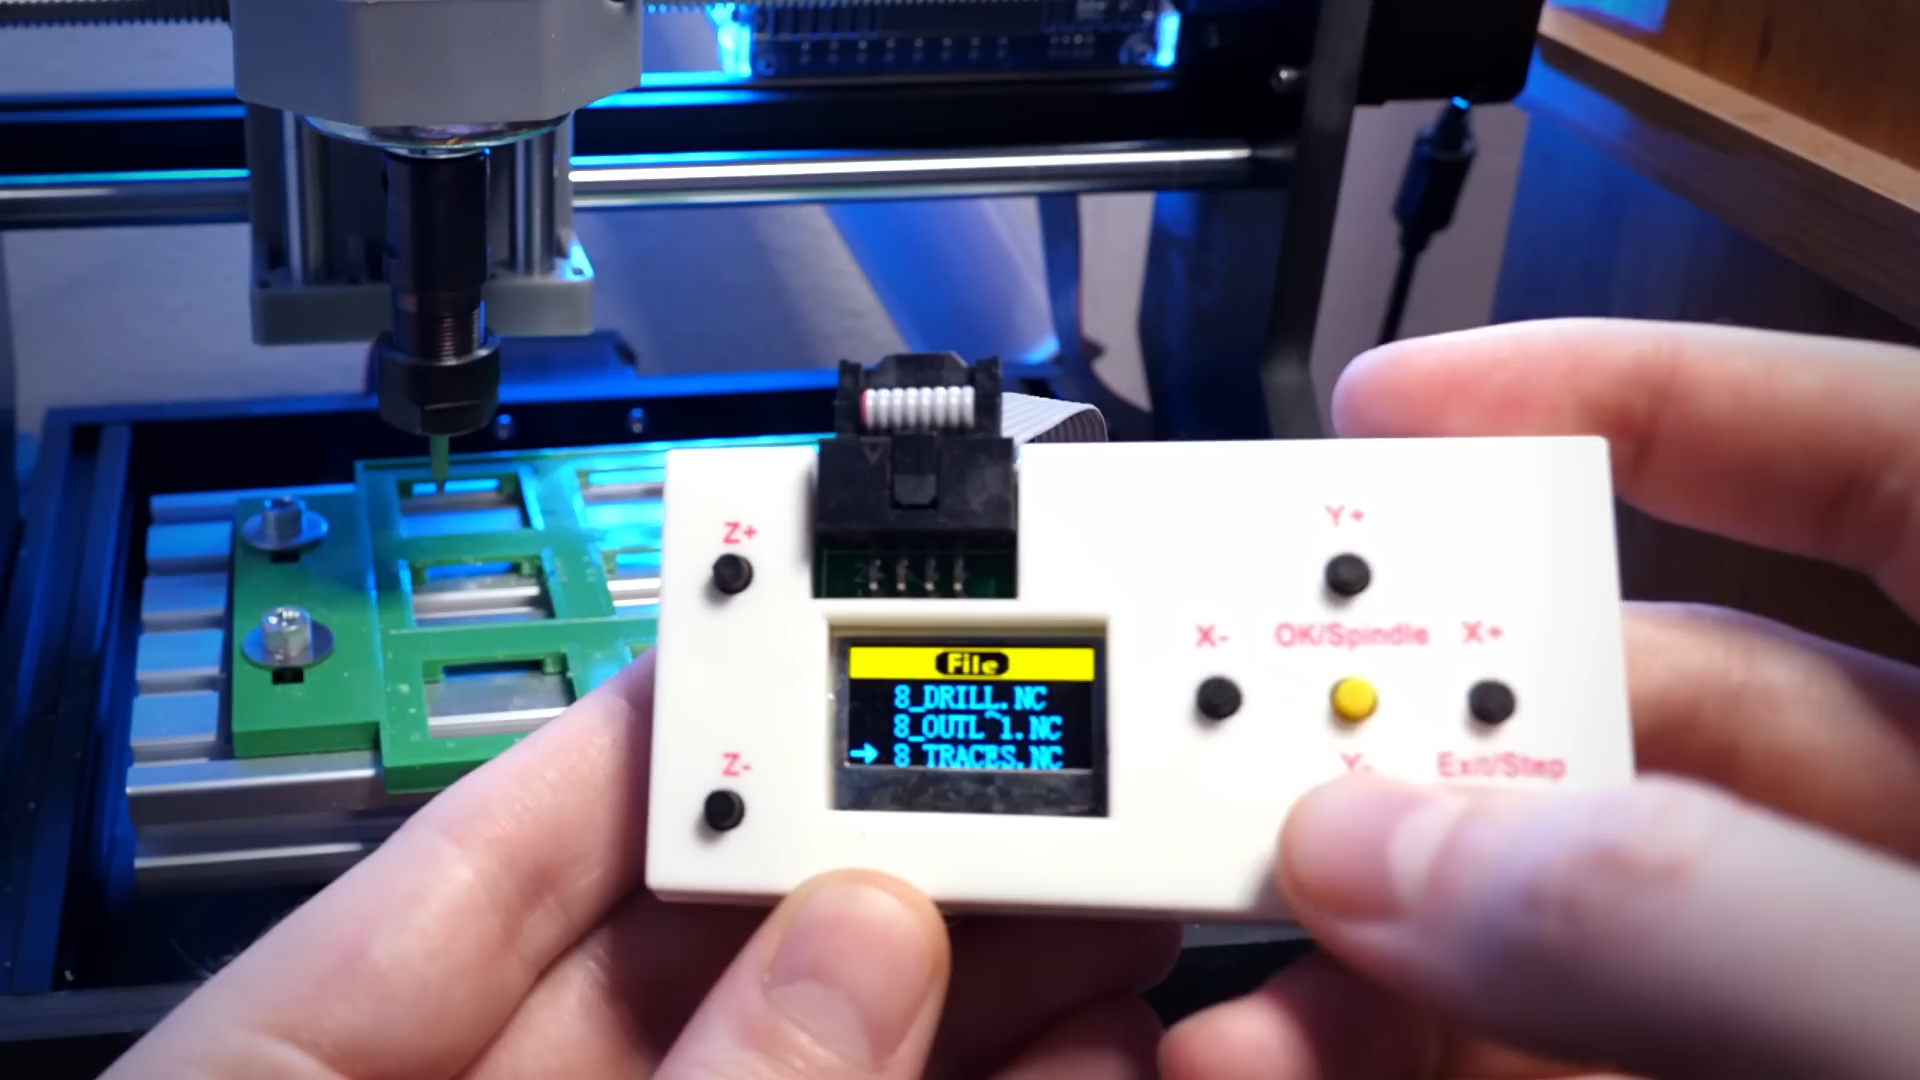 Z+
Y+
X-
OK/Spindle
X+
File
8_DRILL.NC
8_OUTL~1.NC
→ 8_TRACES.NC
Z-
Y-
Exit/Step